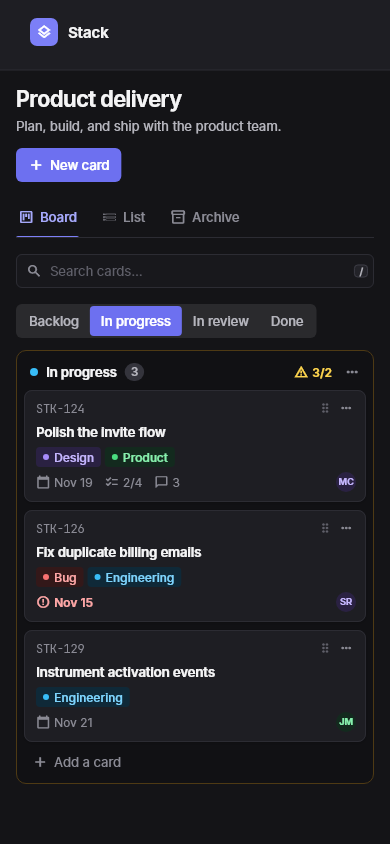 Stack
Product delivery
Plan, build, and ship with the product team.
New card
Board List Archive
Search cards... /
Backlog In progress In review Done
In progress 3 3/2
STK-124
Polish the invite flow
Design Product
Nov 19 2/4 3 MC
STK-126
Fix duplicate billing emails
Bug Engineering
Nov 15 SR
STK-129
Instrument activation events
Engineering
Nov 21 JM
Add a card